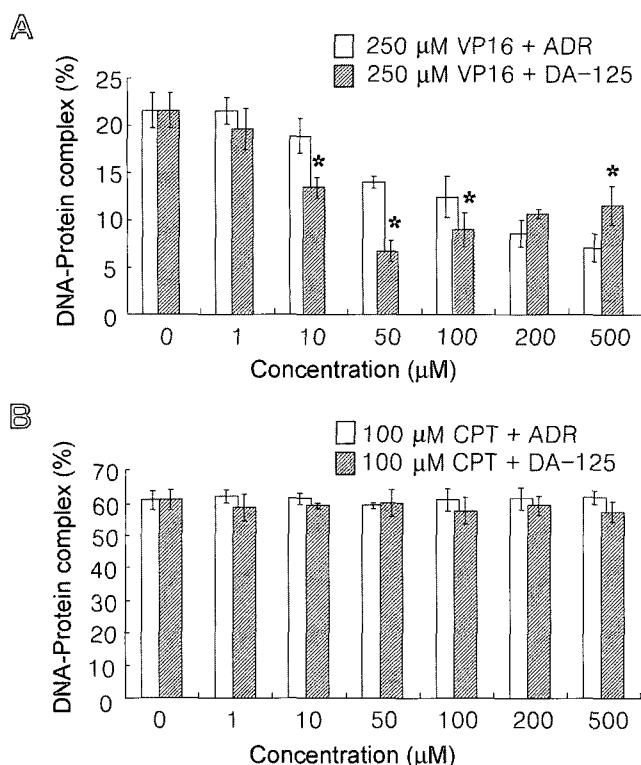 A
250 μM VP16 + ADR
250 μM VP16 + DA-125
DNA-Protein complex (%)
25
20
15
10
5
0
*
*
*
*
0 1 10 50 100 200 500
Concentration (μM)
B
100 μM CPT + ADR
100 μM CPT + DA-125
DNA-Protein complex (%)
70
60
50
40
30
20
10
0
0 1 10 50 100 200 500
Concentration (μM)